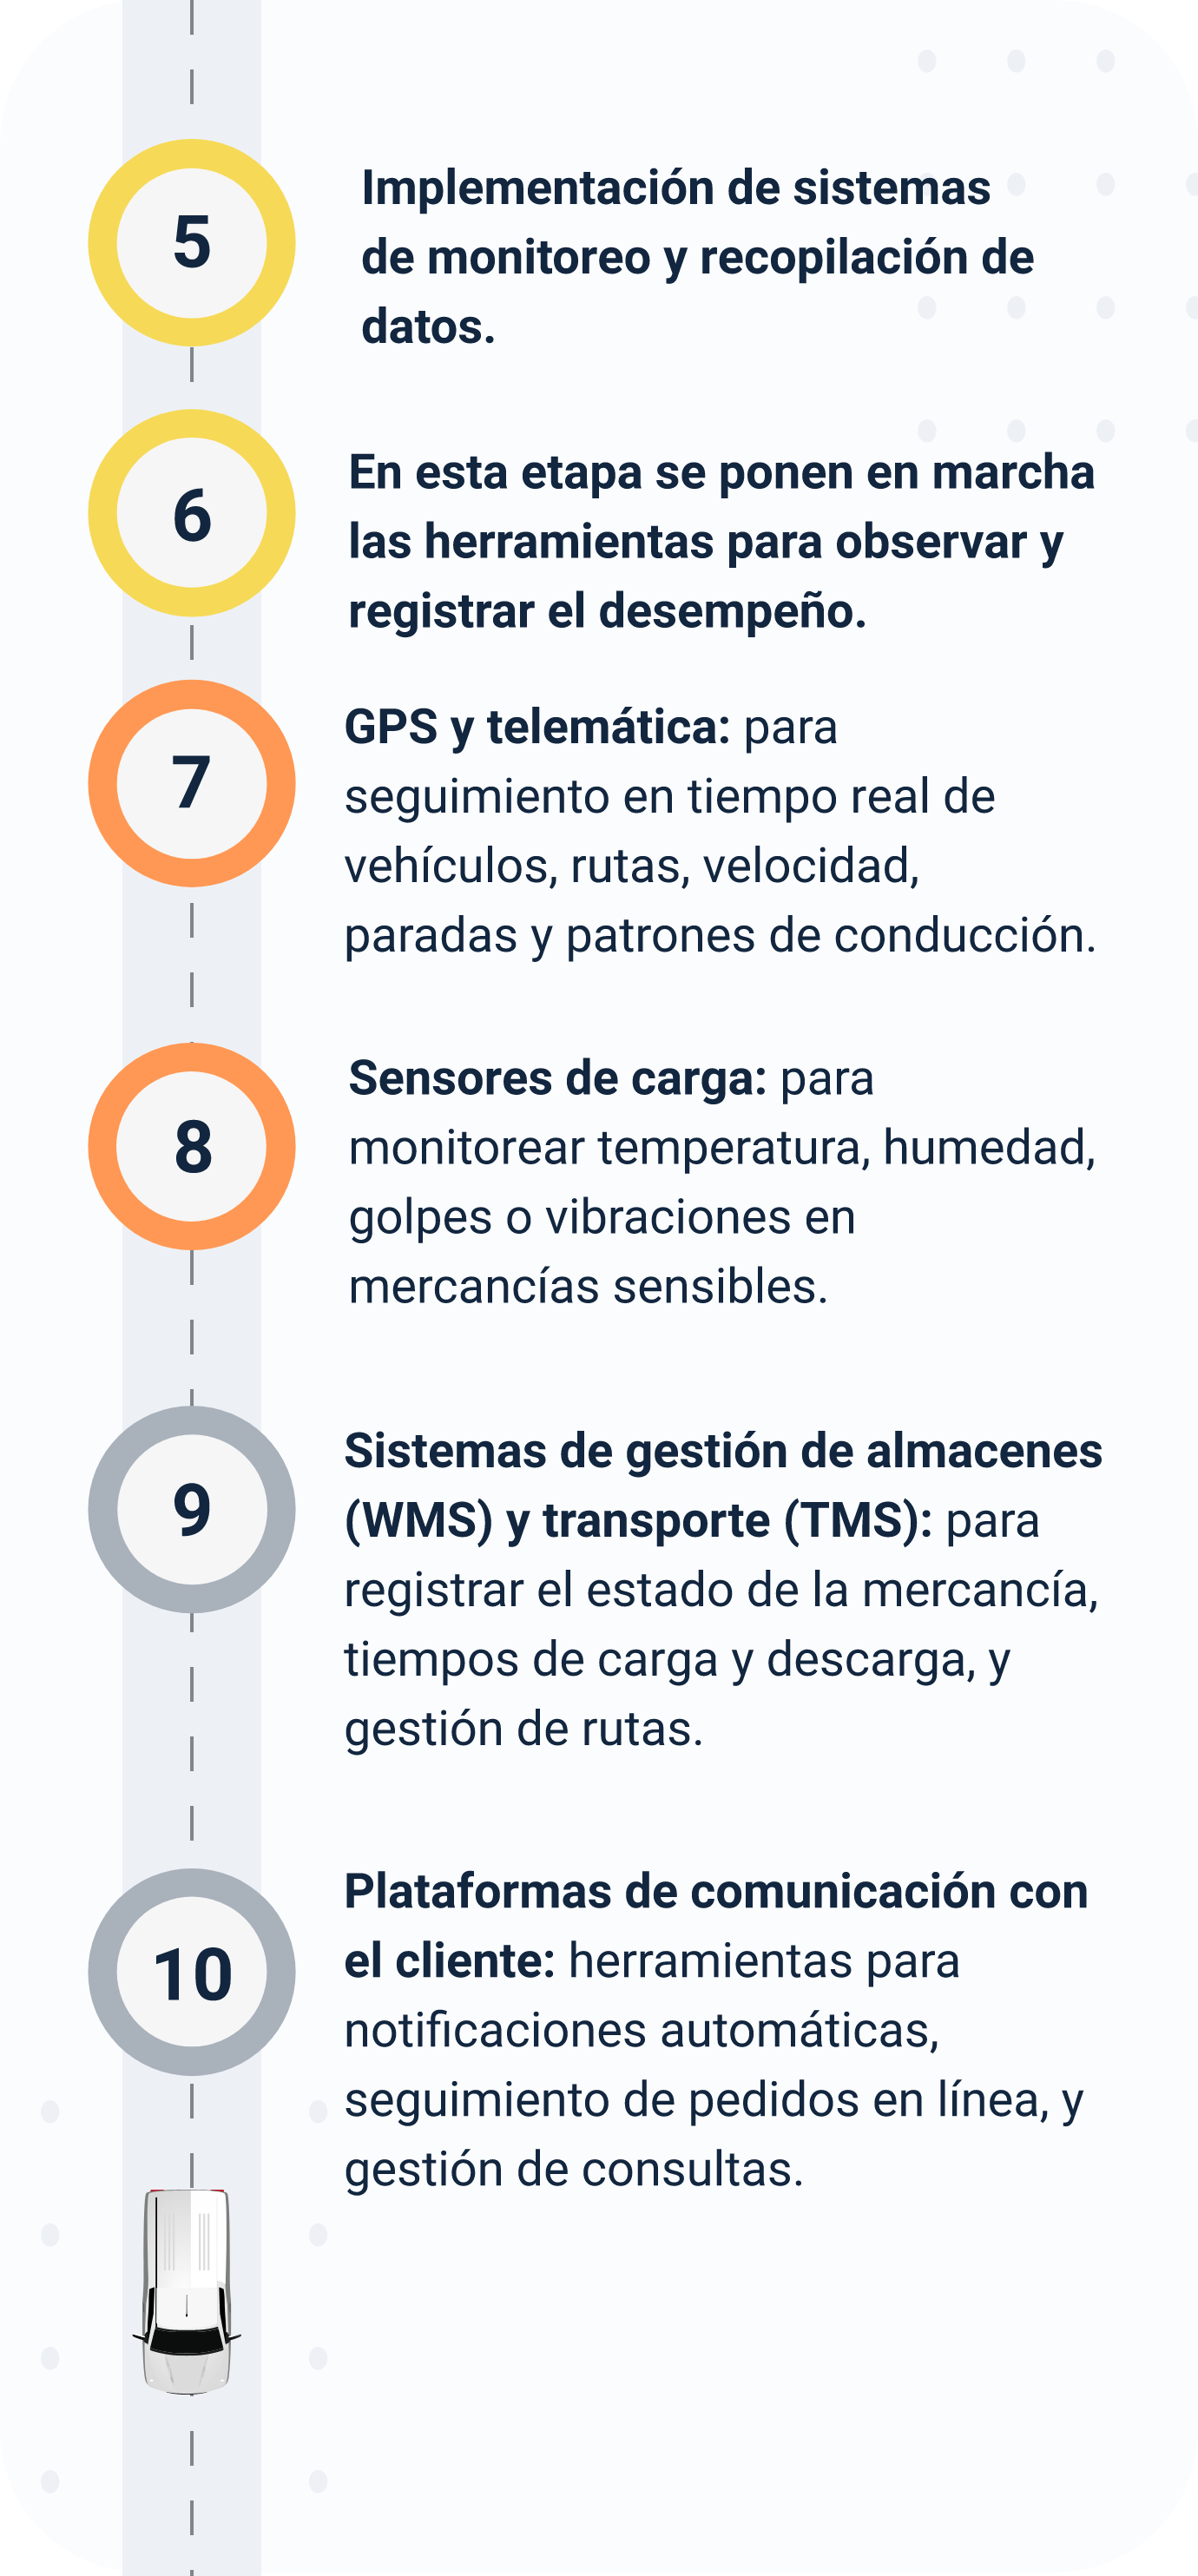 5
Implementación de sistemas
de monitoreo y recopilación de
datos.
6
En esta etapa se ponen en marcha
las herramientas para observar y
registrar el desempeño.
7
GPS y telemática: para
seguimiento en tiempo real de
vehículos, rutas, velocidad,
paradas y patrones de conducción.
8
Sensores de carga: para
monitorear temperatura, humedad,
golpes o vibraciones en
mercancías sensibles.
9
Sistemas de gestión de almacenes
(WMS) y transporte (TMS): para
registrar el estado de la mercancía,
tiempos de carga y descarga, y
gestión de rutas.
10
Plataformas de comunicación con
el cliente: herramientas para
notificaciones automáticas,
seguimiento de pedidos en línea, y
gestión de consultas.